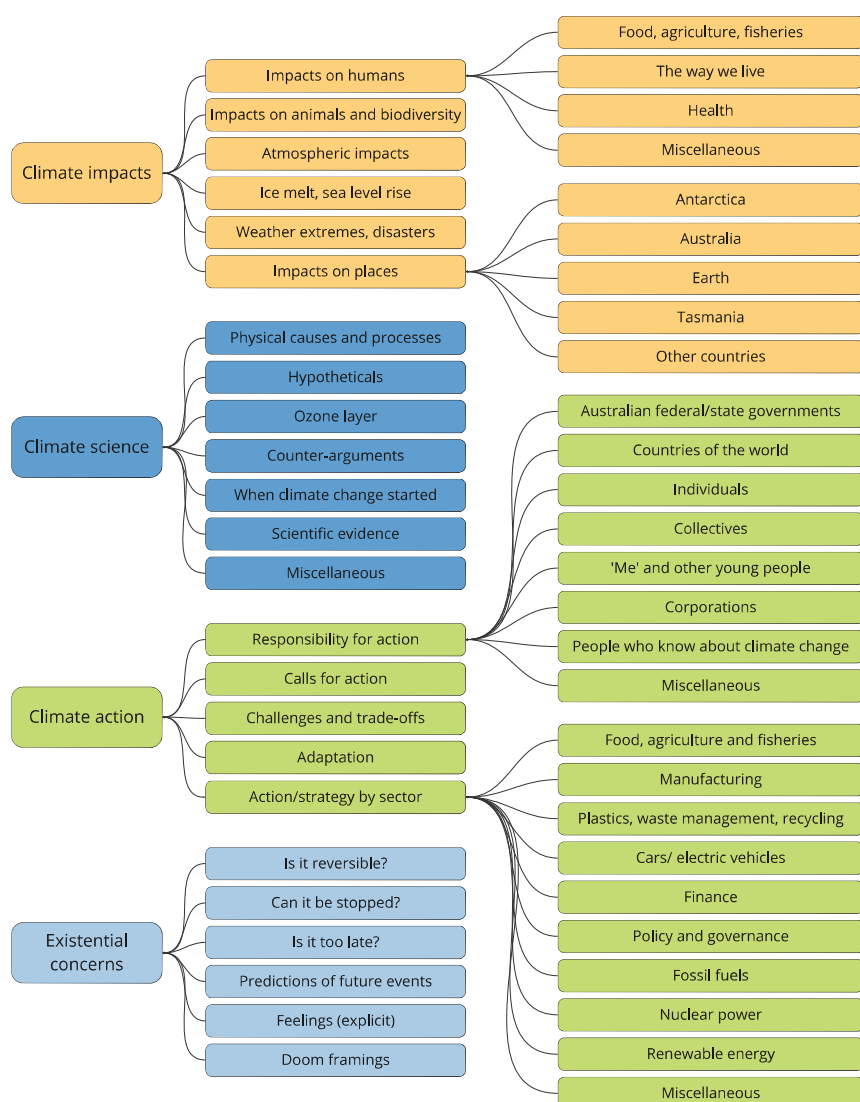 Climate impacts
Impacts on humans
Impacts on animals and biodiversity
Atmospheric impacts
Ice melt, sea level rise
Weather extremes, disasters
Impacts on places
Food, agriculture, fisheries
The way we live
Health
Miscellaneous
Antarctica
Australia
Earth
Tasmania
Other countries
Climate science
Physical causes and processes
Hypotheticals
Ozone layer
Counter-arguments
When climate change started
Scientific evidence
Miscellaneous
Climate action
Responsibility for action
Calls for action
Challenges and trade-offs
Adaptation
Action/strategy by sector
Australian federal/state governments
Countries of the world
Individuals
Collectives
'Me' and other young people
Corporations
People who know about climate change
Miscellaneous
Food, agriculture and fisheries
Manufacturing
Plastics, waste management, recycling
Cars/ electric vehicles
Finance
Policy and governance
Fossil fuels
Nuclear power
Renewable energy
Miscellaneous
Existential
concerns
Is it reversible?
Can it be stopped?
Is it too late?
Predictions of future events
Feelings (explicit)
Doom framings